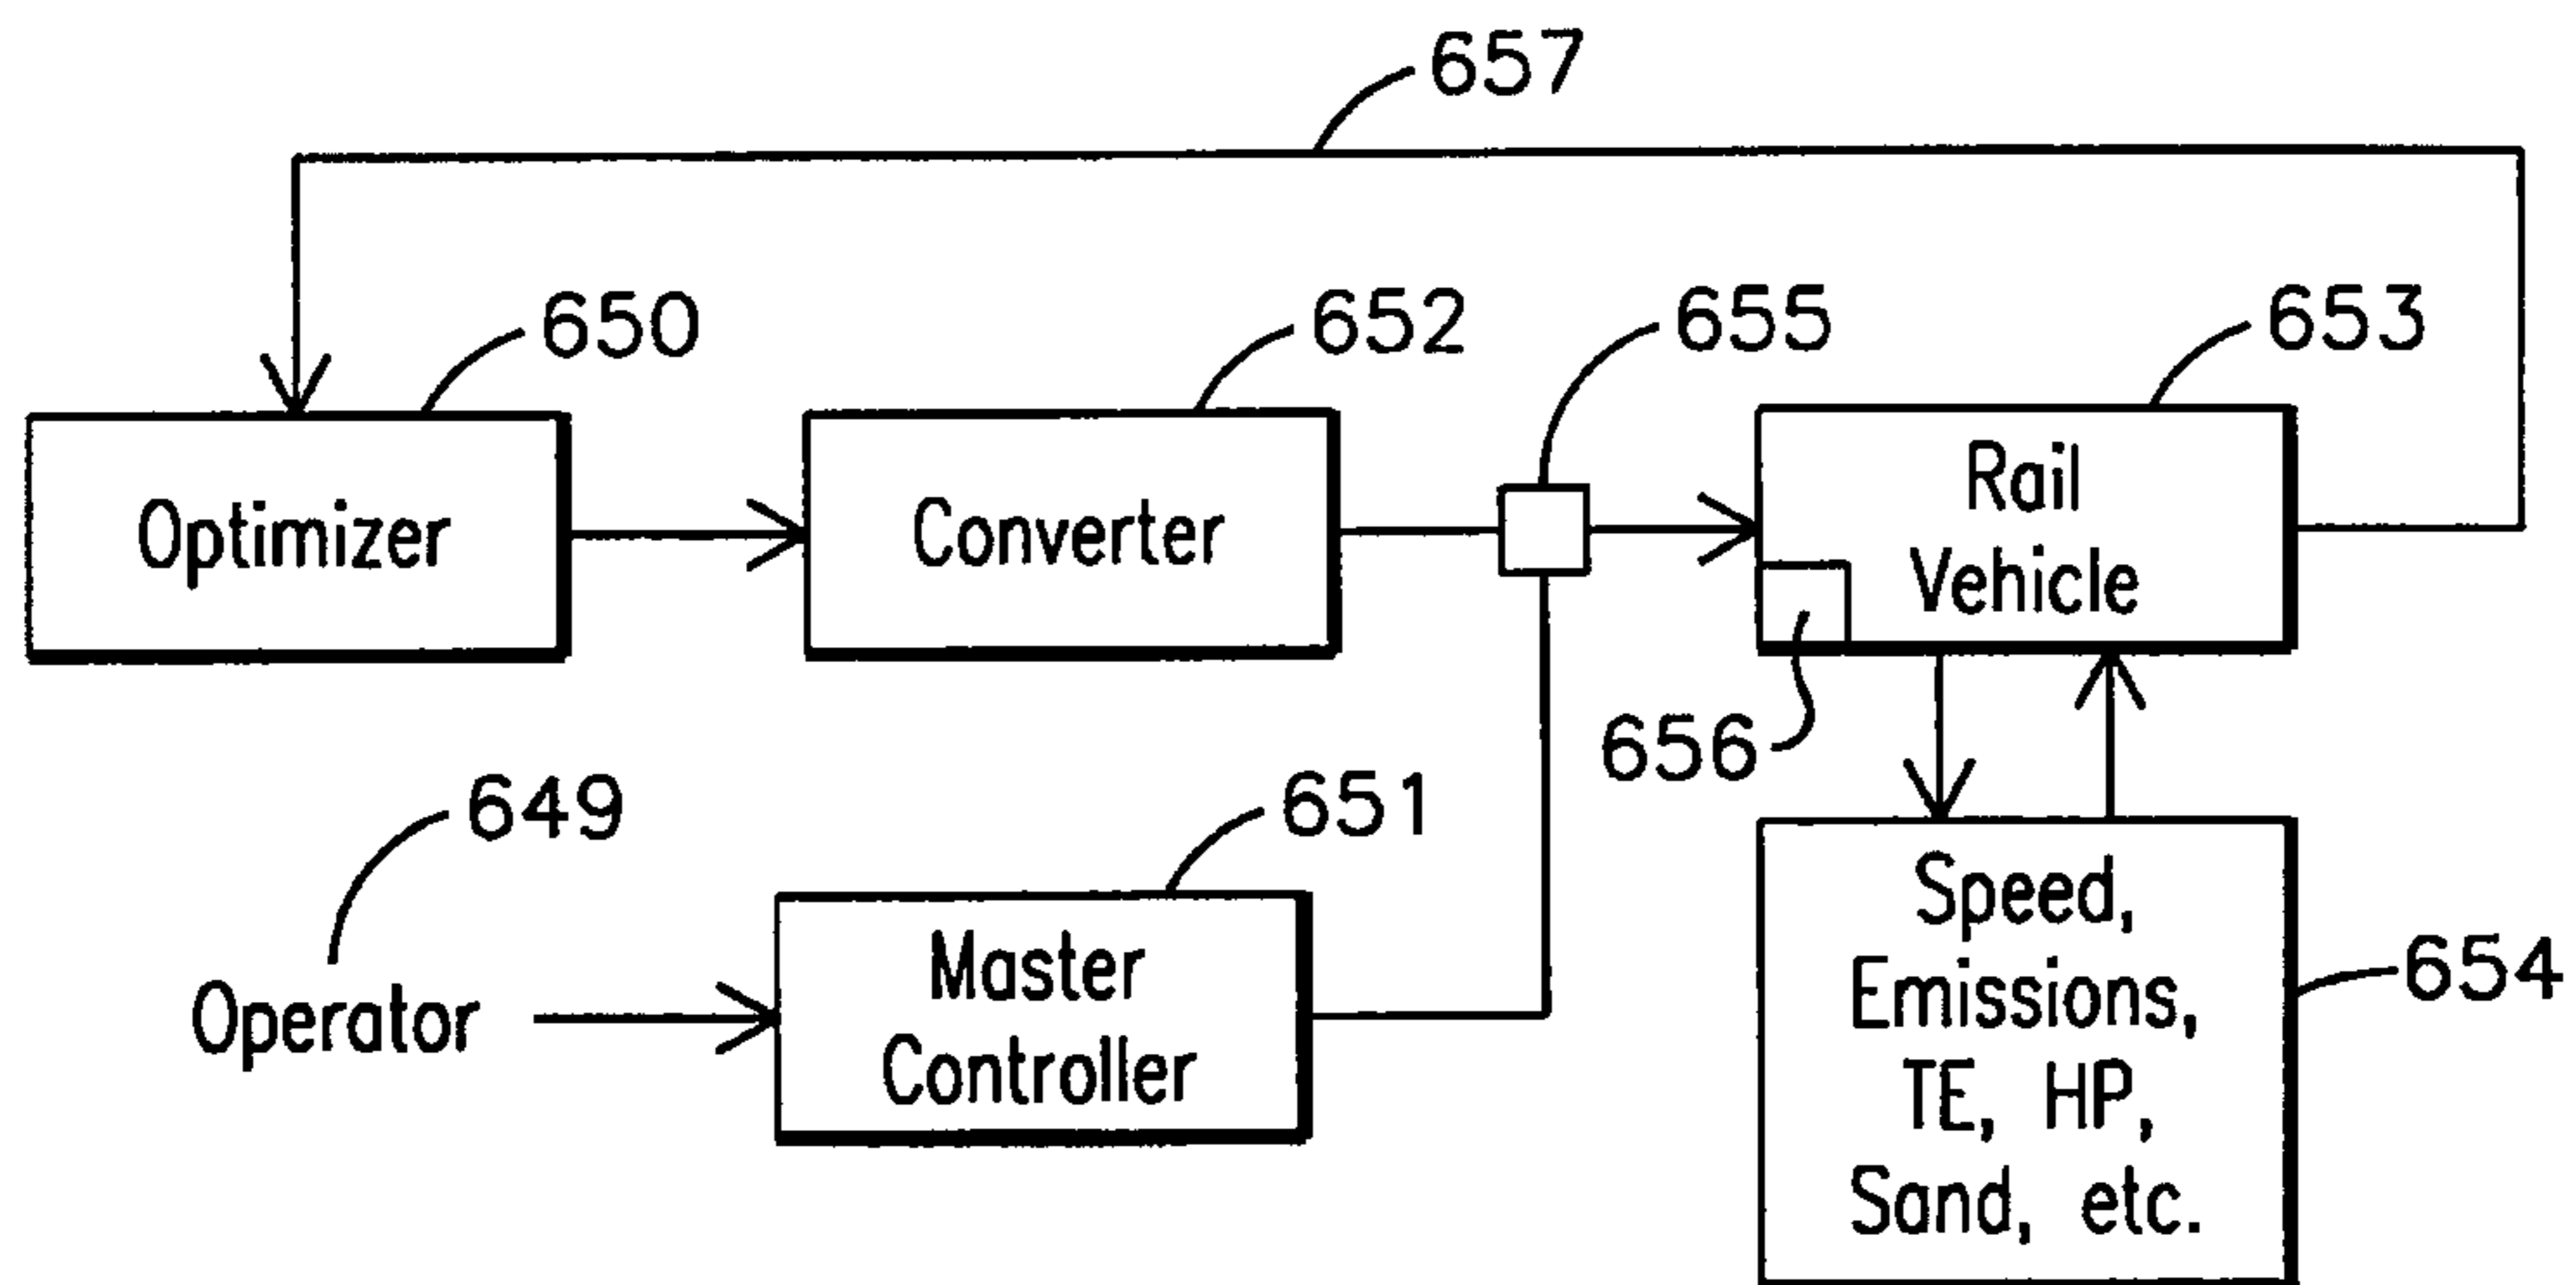 657
650
652
655
653
Optimizer
Converter
Rail
Vehicle
656
649
651
Operator
Master
Controller
Speed,
Emissions,
TE, HP,
Sand, etc.
654